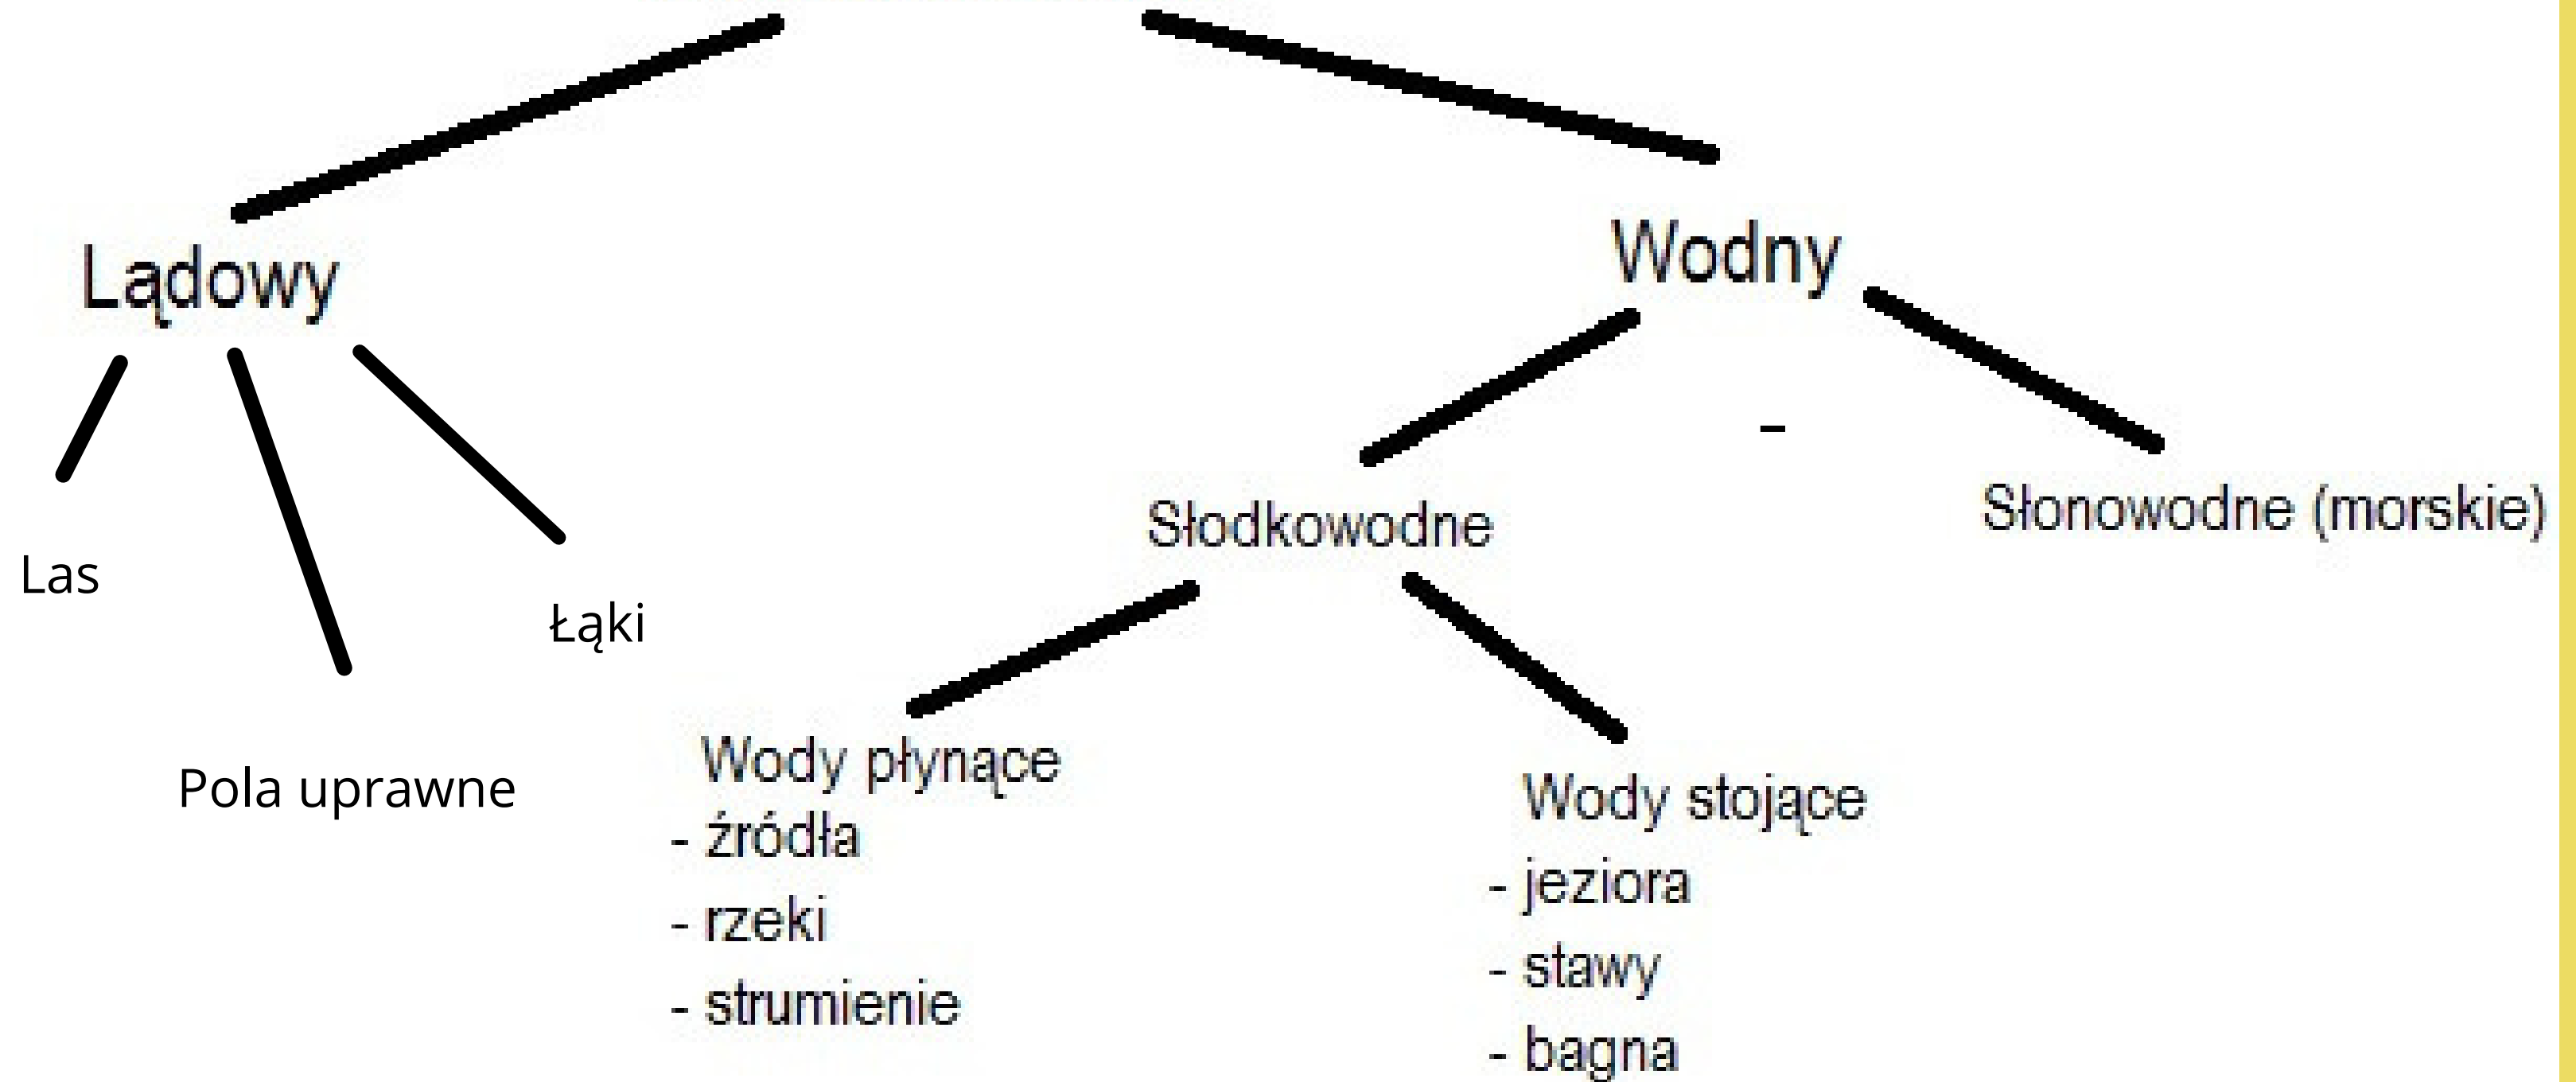 Lądowy
Wodny
-
Słodkowodne
Słonowodne (morskie)
Las
Łąki
Pola uprawne
Wody płynące
- źródła
- rzeki
- strumienie
Wody stojące
- jeziora
- stawy
- bagna